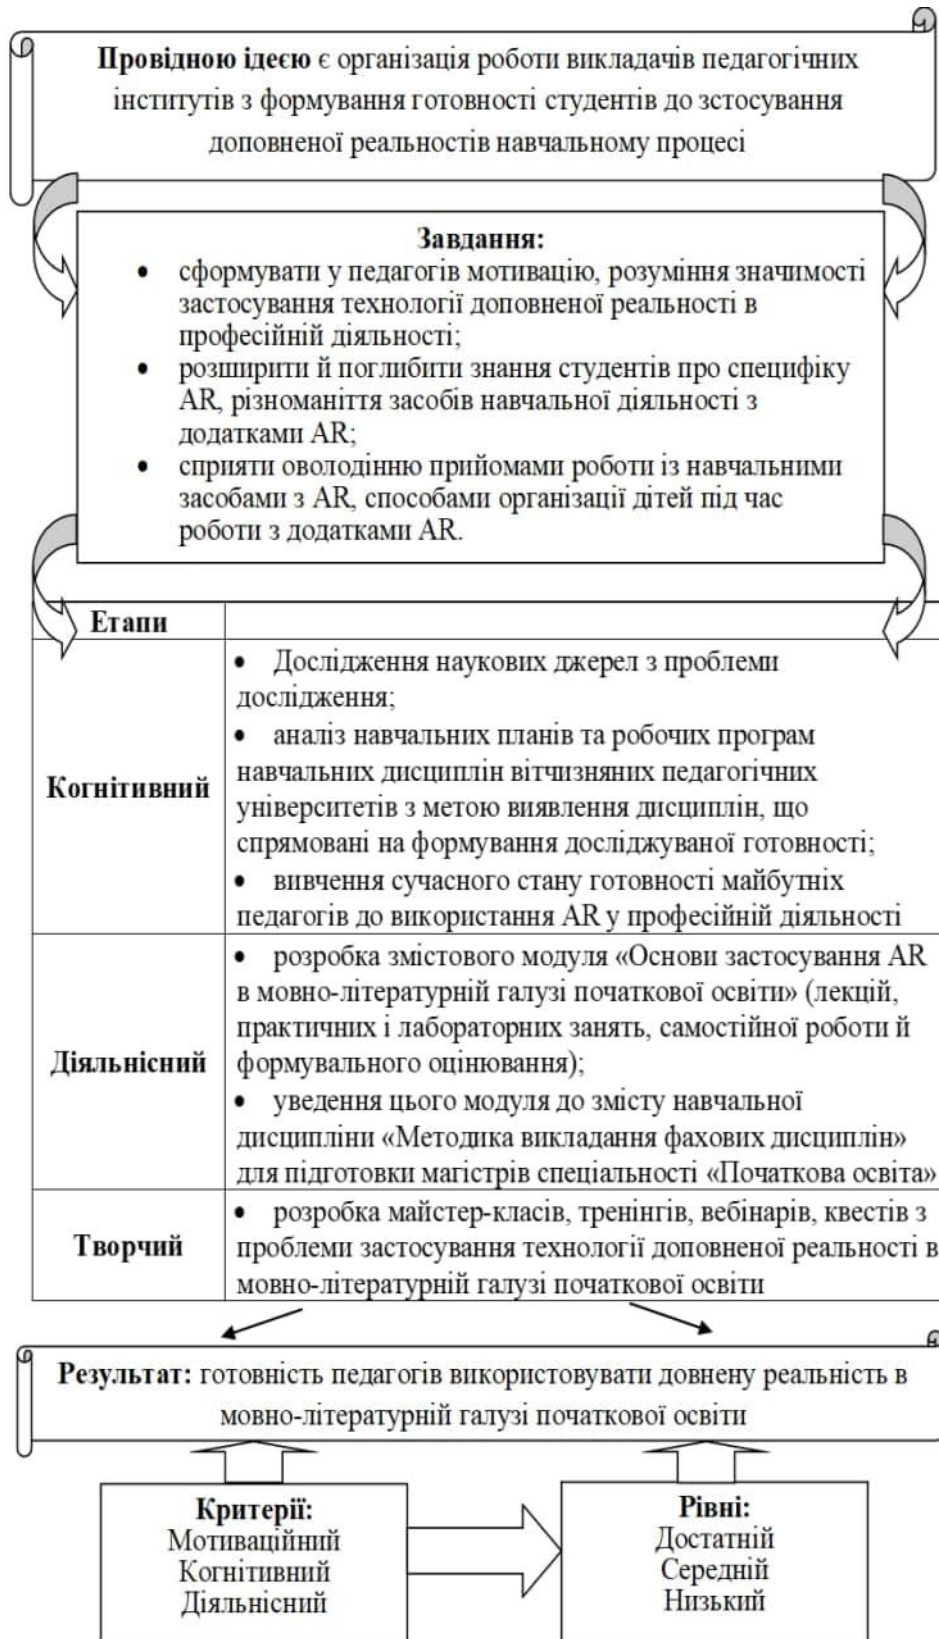 Провідною ідеєю є організація роботи викладачів педагогічних
інститутів з формування готовності студентів до зстосування
доповненої реальностів навчальному процесі
Завдання:
• сформувати у педагогів мотивацію, розуміння значимості
застосування технології доповненої реальності в
професійній діяльності;
• розширити й поглибити знання студентів про специфіку
AR, різноманіття засобів навчальної діяльності з
додатками AR;
• сприяти оволодінню прийомами роботи із навчальними
засобами з AR, способами організації дітей під час
роботи з додатками AR.
Етапи
Когнітивний
• Дослідження наукових джерел з проблеми
дослідження;
• аналіз навчальних планів та робочих програм
навчальних дисциплін вітчизняних педагогічних
університетів з метою виявлення дисциплін, що
спрямовані на формування досліджуваної готовності;
• вивчення сучасного стану готовності майбутніх
педагогів до використання AR у професійній діяльності
Діяльнісний
• розробка змістового модуля «Основи застосування AR
в мовно-літературній галузі початкової освіти» (лекцій,
практичних і лабораторних занять, самостійної роботи й
формувального оцінювання);
• уведення цього модуля до змісту навчальної
дисципліни «Методика викладання фахових дисциплін»
для підготовки магістрів спеціальності «Початкова освіта»
Творчий
• розробка майстер-класів, тренінгів, вебінарів, квестів з
проблеми застосування технології доповненої реальності в
мовно-літературній галузі початкової освіти
Результат: готовність педагогів використовувати довнену реальність в
мовно-літературній галузі початкової освіти
Критерії:
Мотиваційний
Когнітивний
Діяльнісний
Рівні:
Достатній
Середній
Низький